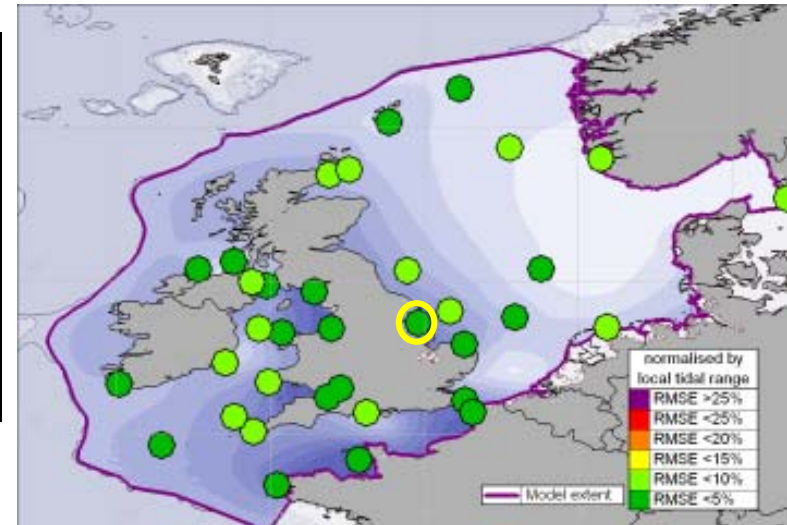 normalised by
local tidal range
RMSE >25%
RMSE <25%
RMSE <20%
RMSE <15%
RMSE <10%
RMSE <5%
Model extent